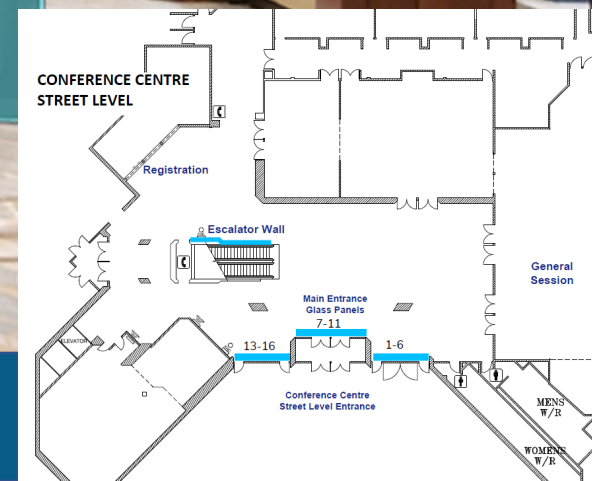 CONFERENCE CENTRE
STREET LEVEL
Registration
Escalator Wall
General
Session
Main Entrance
Glass Panels
7-11
13-16
1-6
ELEVATOR
Conference Centre
Street Level Entrance
MENS
W/R
WOMENS
W/R